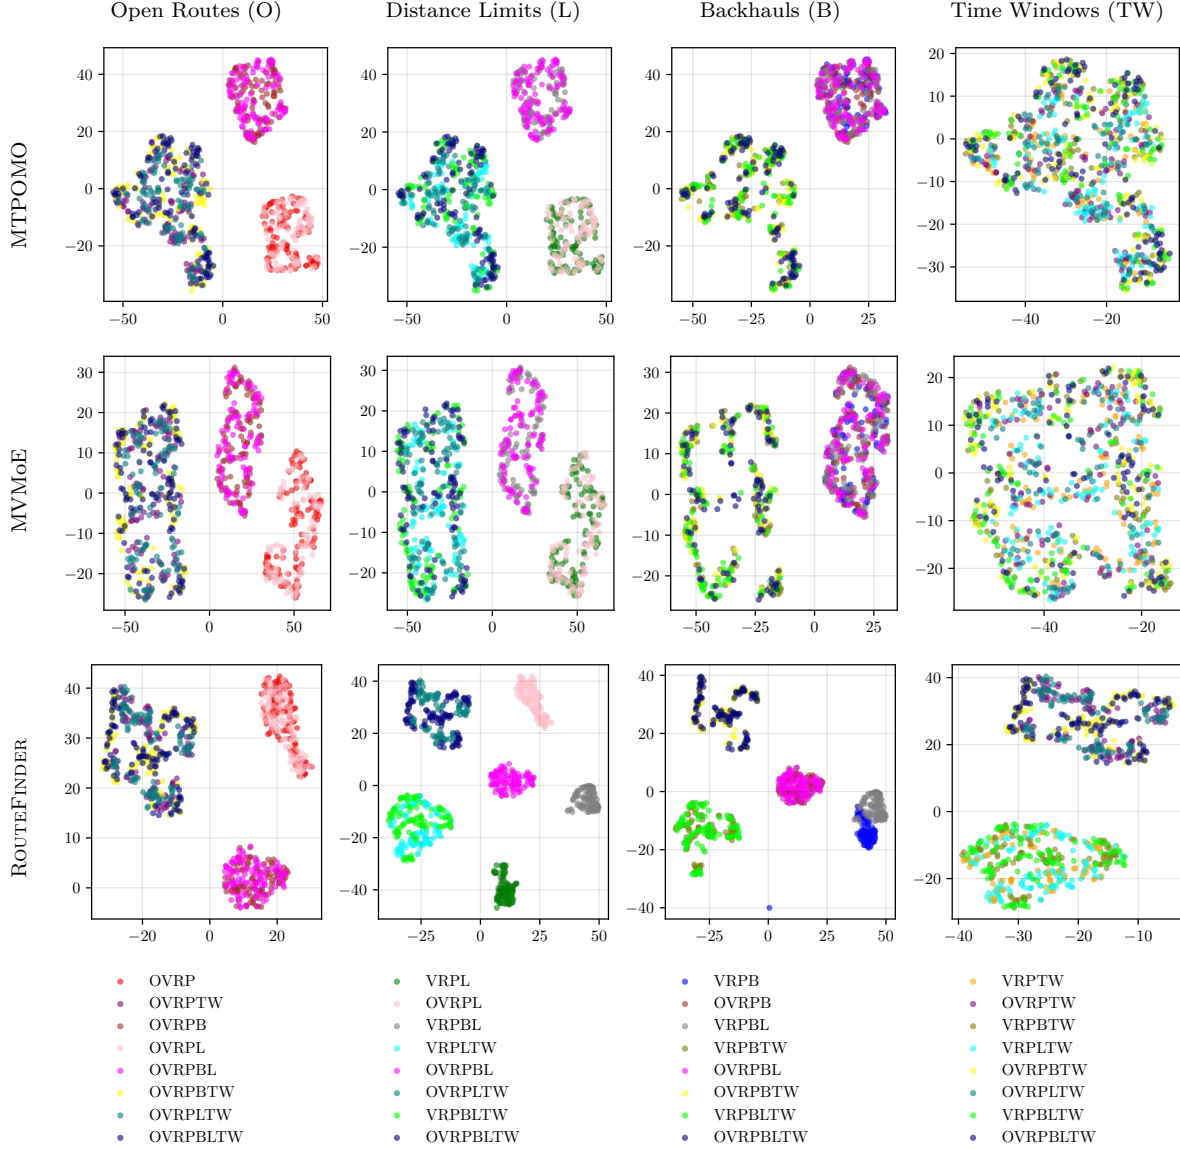 Open Routes (O) Distance Limits (L) Backhauls (B) Time Windows (TW)
MTPOMO
40
20
0
−20
−50 0 50
40
20
0
−20
−50 0 50
40
20
0
−20
−40
−50 −25 0 25
20
10
0
−10
−20
−30
−40 −20
MVMoE
30
20
10
0
−10
−20
−50 0 50
30
20
10
0
−10
−20
−50 0 50
30
20
10
0
−10
−20
−50 −25 0 25
20
10
0
−10
−20
−40 −20
ROUTEFINDER
40
30
20
10
0
−20 0 20
40
20
0
−20
−40
−25 0 25 50
40
20
0
−20
−40
−25 0 25 50
40
20
0
−20
−40 −30 −20 −10
OVRP
OVRPTW
OVRPB
OVRPL
OVRPBL
OVRPBTW
OVRPLTW
OVRPBLTW
VRPL
OVRPL
VRPBL
VRPLTW
OVRPBL
OVRPLTW
VRPBLTW
OVRPBLTW
VRPB
OVRPB
VRPBL
VRPBTW
OVRPBL
OVRPBTW
VRPBLTW
OVRPBLTW
VRPTW
OVRPTW
VRPBTW
VRPLTW
OVRPBTW
OVRPLTW
VRPBLTW
OVRPBLTW